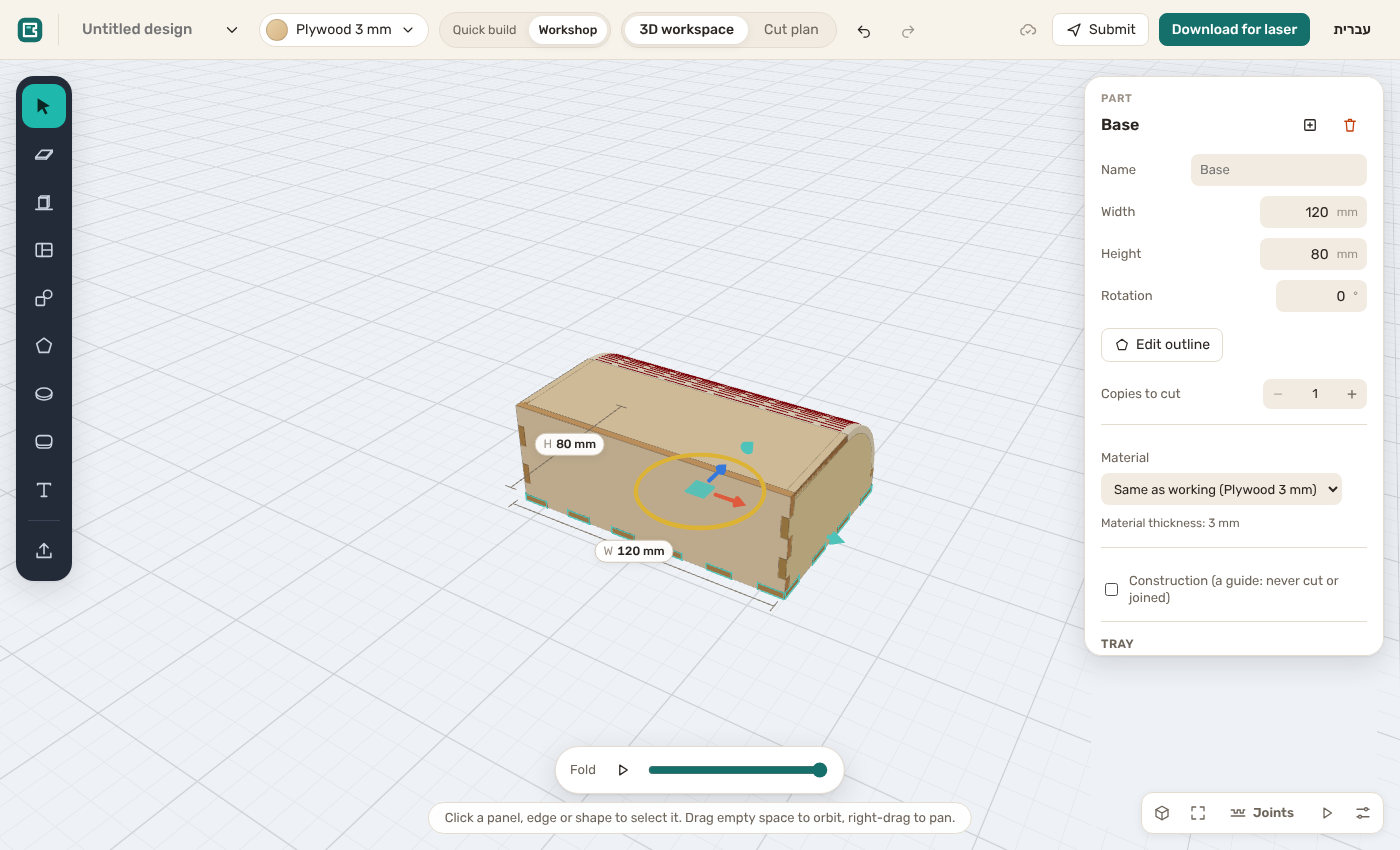 Untitled design
Plywood 3 mm
Quick build
Workshop
3D workspace
Cut plan
Submit
Download for laser
עברית
PART
Base
Name
Base
Width
120 mm
Height
80 mm
Rotation
0 °
Edit outline
Copies to cut
− 1 +
Material
Same as working (Plywood 3 mm)
Material thickness: 3 mm
Construction (a guide: never cut or
joined)
TRAY
H 80 mm
W 120 mm
Fold
Click a panel, edge or shape to select it. Drag empty space to orbit, right-drag to pan.
Joints